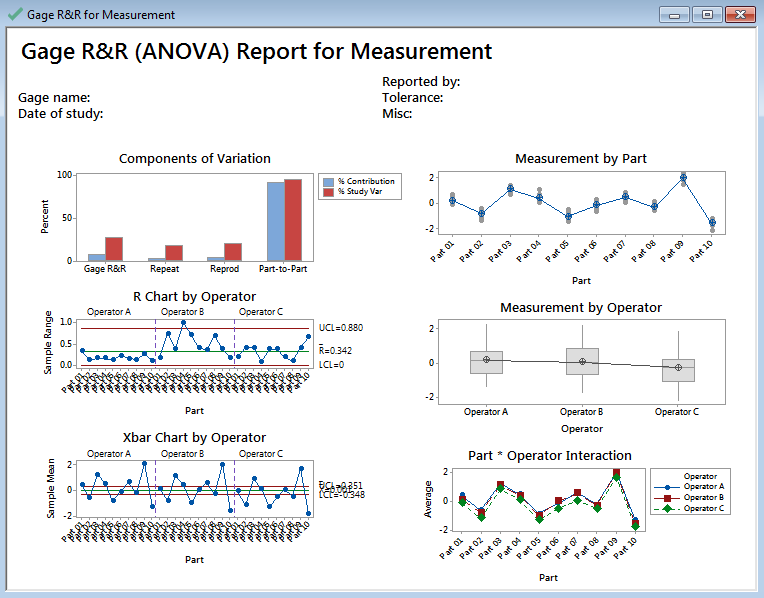 Gage R&R for Measurement
Gage R&R (ANOVA) Report for Measurement
Reported by:
Gage name:
Tolerance:
Date of study:
Misc:
Components of Variation
100
50
0
Percent
Gage R&R Repeat Reprod Part-to-Part
% Contribution
% Study Var
Measurement by Part
2
0
-2
Part 01 Part 02 Part 03 Part 04 Part 05 Part 06 Part 07 Part 08 Part 09 Part 10
Part
R Chart by Operator
Operator A Operator B Operator C
1.0
0.5
0.0
Sample Range
UCL=0.880
R=0.342
LCL=0
Part
Measurement by Operator
2
0
-2
Operator A Operator B Operator C
Operator
Xbar Chart by Operator
Operator A Operator B Operator C
2
0
-2
Sample Mean
UCL=0.351
LCL=-0.348
Part
Part * Operator Interaction
2
0
-2
Average
Part 01 Part 02 Part 03 Part 04 Part 05 Part 06 Part 07 Part 08 Part 09 Part 10
Part
Operator
Operator A
Operator B
Operator C